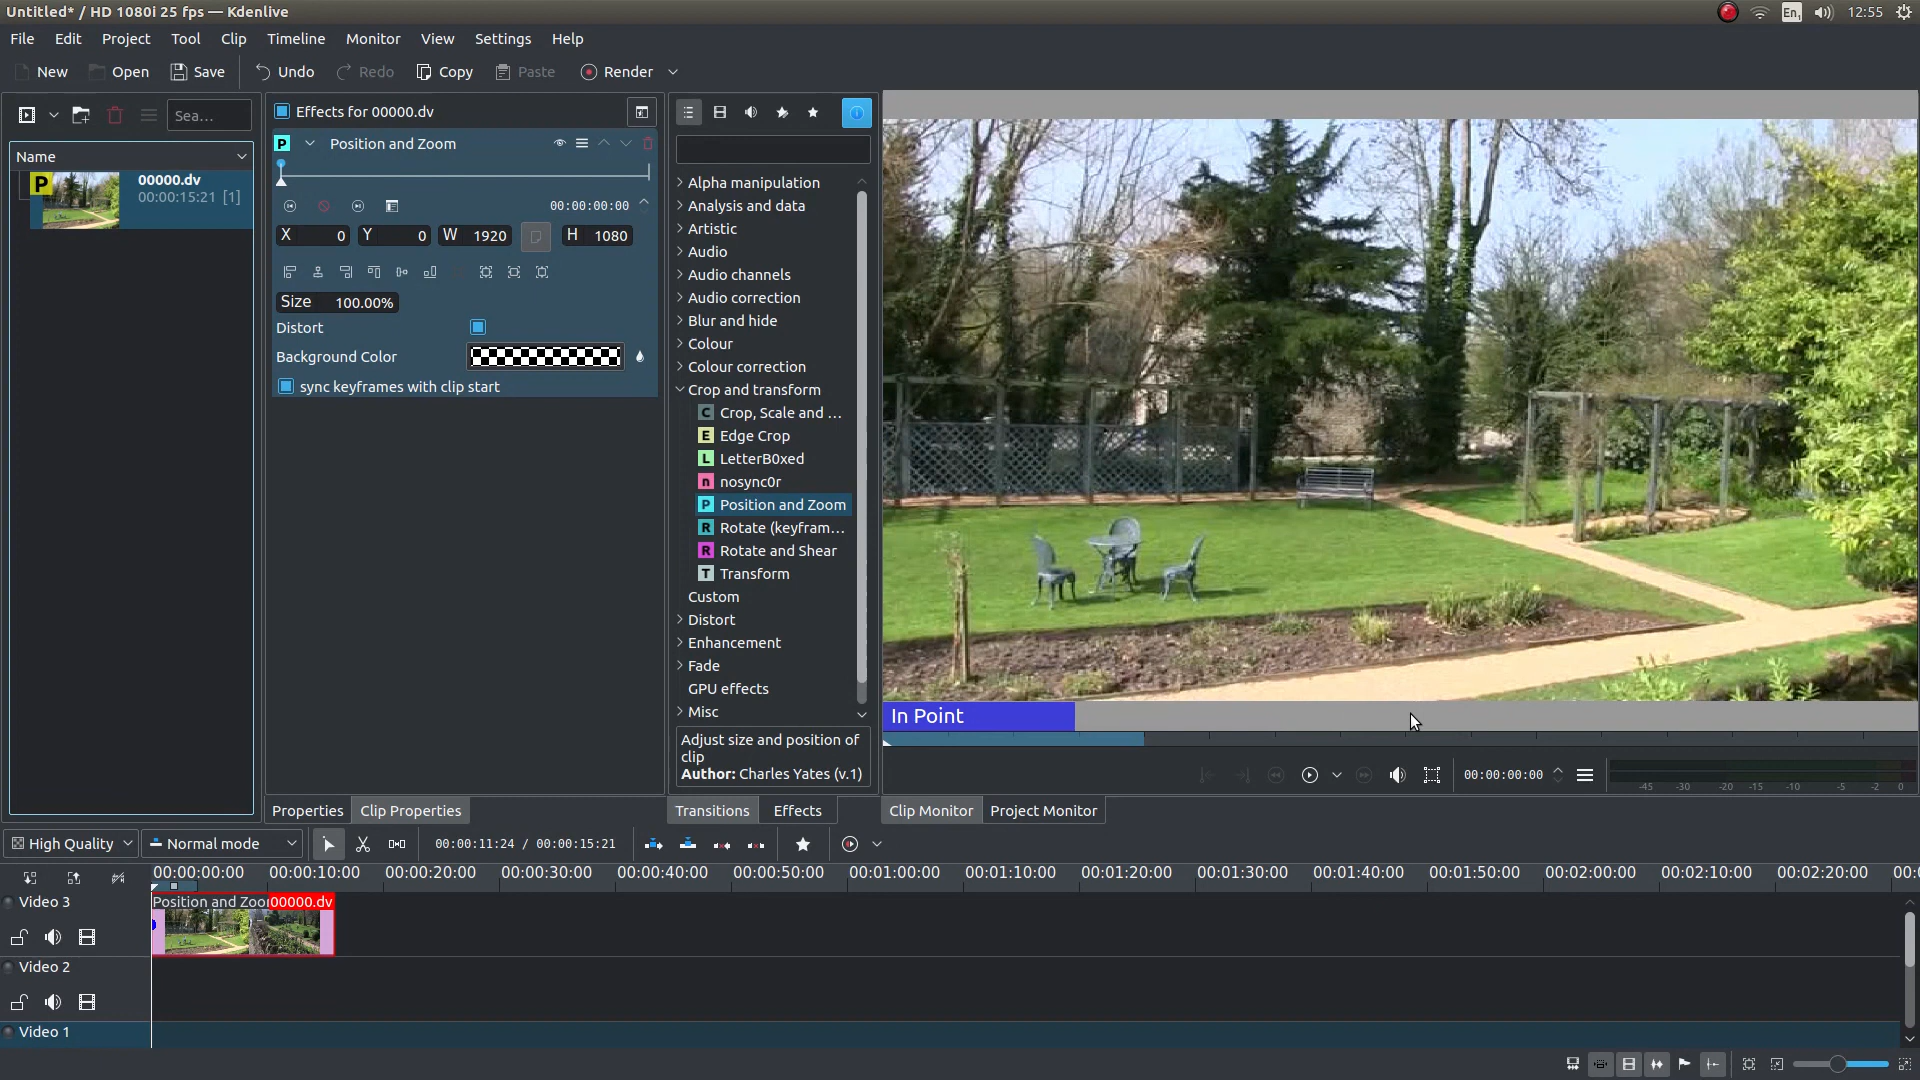 Untitled* / HD 1080i 25 fps — Kdenlive
En1
12:55
File Edit Project Tool Clip Timeline Monitor View Settings Help
New Open Save Undo Redo Copy Paste Render
Sea...
Name
P
00000.dv
00:00:15:21 [1]
Effects for 00000.dv
P Position and Zoom
00:00:00:00
X 0 Y 0 W 1920 H 1080
Size 100.00%
Distort
Background Color
sync keyframes with clip start
Alpha manipulation
Analysis and data
Artistic
Audio
Audio channels
Audio correction
Blur and hide
Colour
Colour correction
Crop and transform
C Crop, Scale and ...
E Edge Crop
L LetterB0xed
n nosync0r
P Position and Zoom
R Rotate (keyfram...
R Rotate and Shear
T Transform
Custom
Distort
Enhancement
Fade
GPU effects
Misc
Adjust size and position of
clip
Author: Charles Yates (v.1)
In Point
00:00:00:00
-45 -30 -20 -15 -10 -5 -2 0
Properties Clip Properties
Transitions Effects
Clip Monitor Project Monitor
High Quality Normal mode 00:00:11:24 / 00:00:15:21
00:00:00:00 00:00:10:00 00:00:20:00 00:00:30:00 00:00:40:00 00:00:50:00 00:01:00:00 00:01:10:00 00:01:20:00 00:01:30:00 00:01:40:00 00:01:50:00 00:02:00:00 00:02:10:00 00:02:20:00 00:0
Video 3
Position and Zoo 00000.dv
Video 2
Video 1